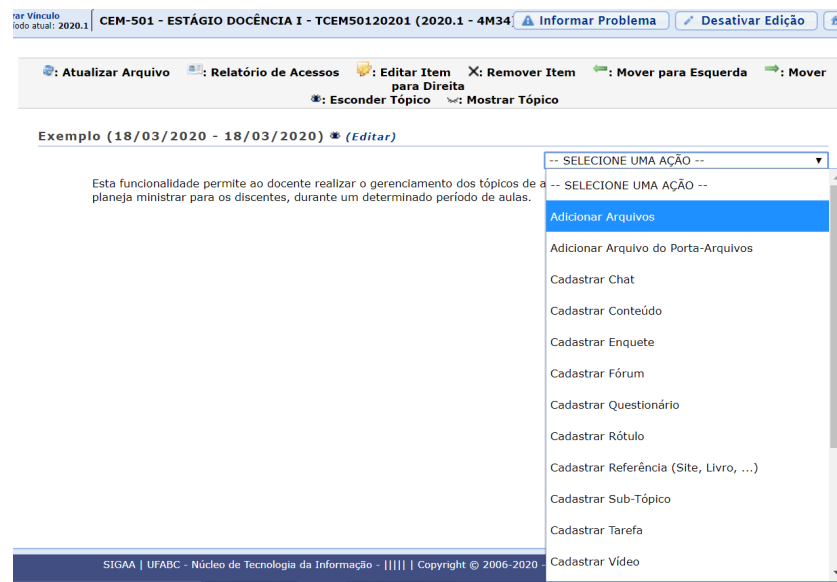 rar Vínculo
íodo atual: 2020.1
CEM-501 - ESTÁGIO DOCÊNCIA I - TCEM50120201 (2020.1 - 4M34
Informar Problema
Desativar Edição
: Atualizar Arquivo : Relatório de Acessos : Editar Item : Remover Item : Mover para Esquerda : Mover
para Direita
: Esconder Tópico : Mostrar Tópico
Exemplo (18/03/2020 - 18/03/2020) (Editar)
-- SELECIONE UMA AÇÃO --
Esta funcionalidade permite ao docente realizar o gerenciamento dos tópicos de a
planeja ministrar para os discentes, durante um determinado período de aulas.
-- SELECIONE UMA AÇÃO --
Adicionar Arquivos
Adicionar Arquivo do Porta-Arquivos
Cadastrar Chat
Cadastrar Conteúdo
Cadastrar Enquete
Cadastrar Fórum
Cadastrar Questionário
Cadastrar Rótulo
Cadastrar Referência (Site, Livro, ...)
Cadastrar Sub-Tópico
Cadastrar Tarefa
Cadastrar Vídeo
SIGAA | UFABC - Núcleo de Tecnologia da Informação - ||||| | Copyright © 2006-2020 -